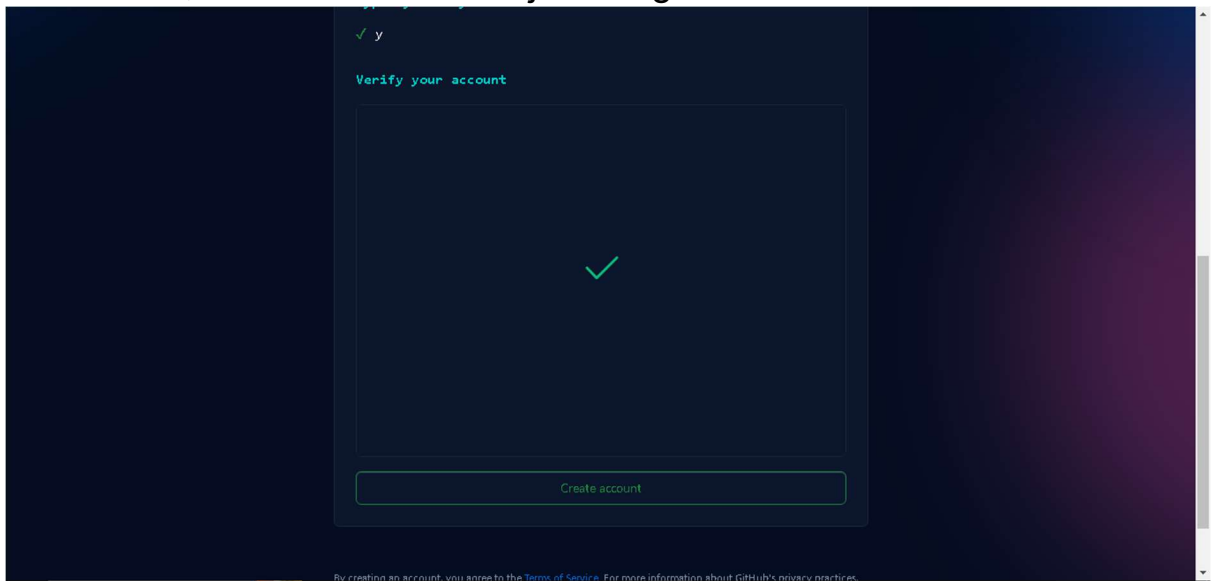 ✓ y
Verify your account
Create account
By creating an account, you agree to the Terms of Service. For more information about GitHub's privacy practices,